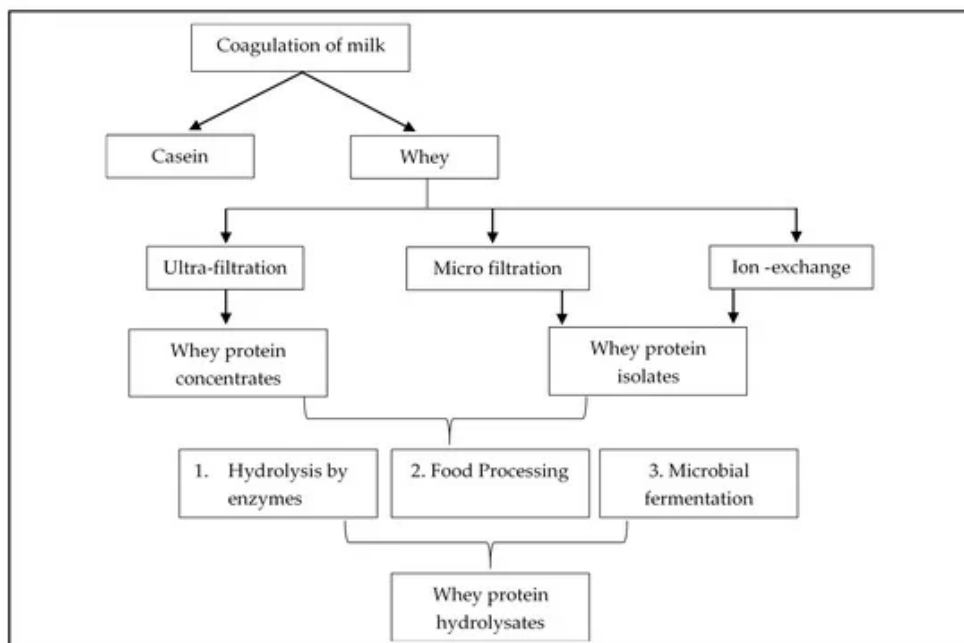 Coagulation of milk
Casein
Whey
Ultra-filtration
Micro filtration
Ion -exchange
Whey protein
concentrates
Whey protein
isolates
1. Hydrolysis by
enzymes
2. Food Processing
3. Microbial
fermentation
Whey protein
hydrolysates